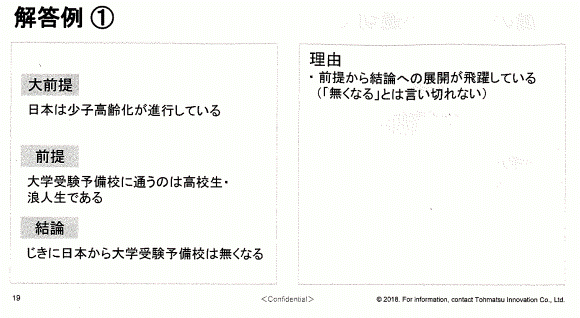 解答例 ①
大前提
日本は少子高齢化が進行している
前提
大学受験予備校に通うのは高校生・
浪人生である
結論
じきに日本から大学受験予備校は無くなる
理由
・前提から結論への展開が飛躍している
（「無くなる」とは言い切れない）
19
＜Confidential＞
© 2018. For information, contact Tohmatsu Innovation Co., Ltd.